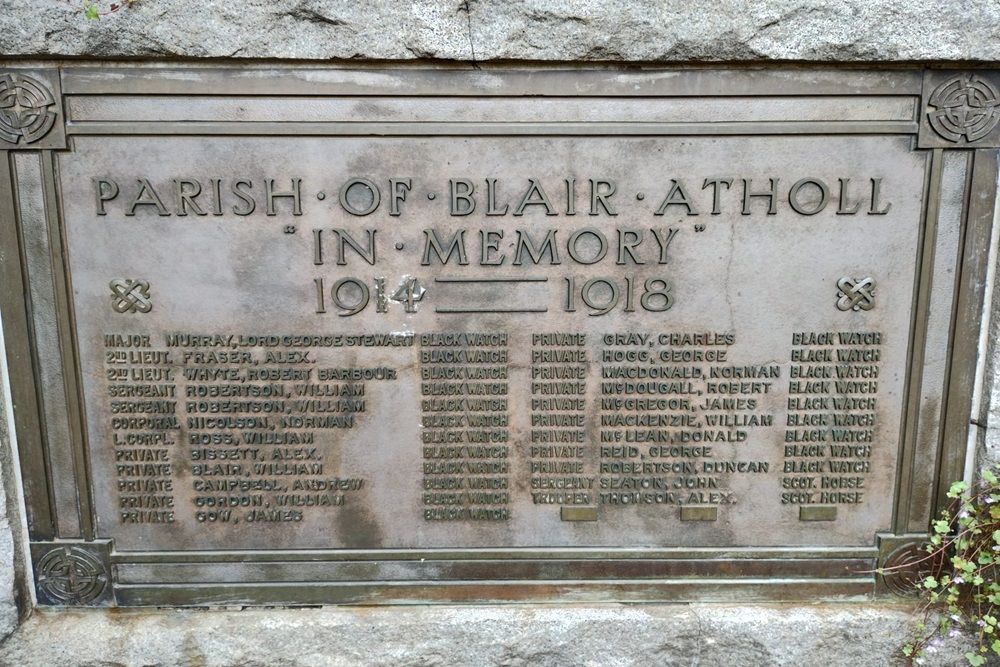 PARISH · OF · BLAIR · ATHOLL
"IN · MEMORY"
1914 — 1918
MAJOR MURRAY, LORD GEORGE STEWART BLACK WATCH
2ND LIEUT. FRASER, ALEX. BLACK WATCH
2ND LIEUT. WHYTE, ROBERT BARBOUR BLACK WATCH
SERGEANT ROBERTSON, WILLIAM BLACK WATCH
SERGEANT ROBERTSON, WILLIAM BLACK WATCH
CORPORAL NICOLSON, NORMAN BLACK WATCH
L. CORPL. ROSS, WILLIAM BLACK WATCH
PRIVATE BISSETT, ALEX. BLACK WATCH
PRIVATE BLAIR, WILLIAM BLACK WATCH
PRIVATE CAMPBELL, ANDREW BLACK WATCH
PRIVATE GORDON, WILLIAM BLACK WATCH
PRIVATE GOW, JAMES BLACK WATCH
PRIVATE GRAY, CHARLES BLACK WATCH
PRIVATE HOGG, GEORGE BLACK WATCH
PRIVATE MACDONALD, NORMAN BLACK WATCH
PRIVATE McDOUGALL, ROBERT BLACK WATCH
PRIVATE McGREGOR, JAMES BLACK WATCH
PRIVATE MACKENZIE, WILLIAM BLACK WATCH
PRIVATE McLEAN, DONALD BLACK WATCH
PRIVATE REID, GEORGE BLACK WATCH
PRIVATE ROBERTSON, DUNCAN BLACK WATCH
SERGEANT SEATON, JOHN SCOT. HORSE
TROOPER THOMSON, ALEX. SCOT. HORSE